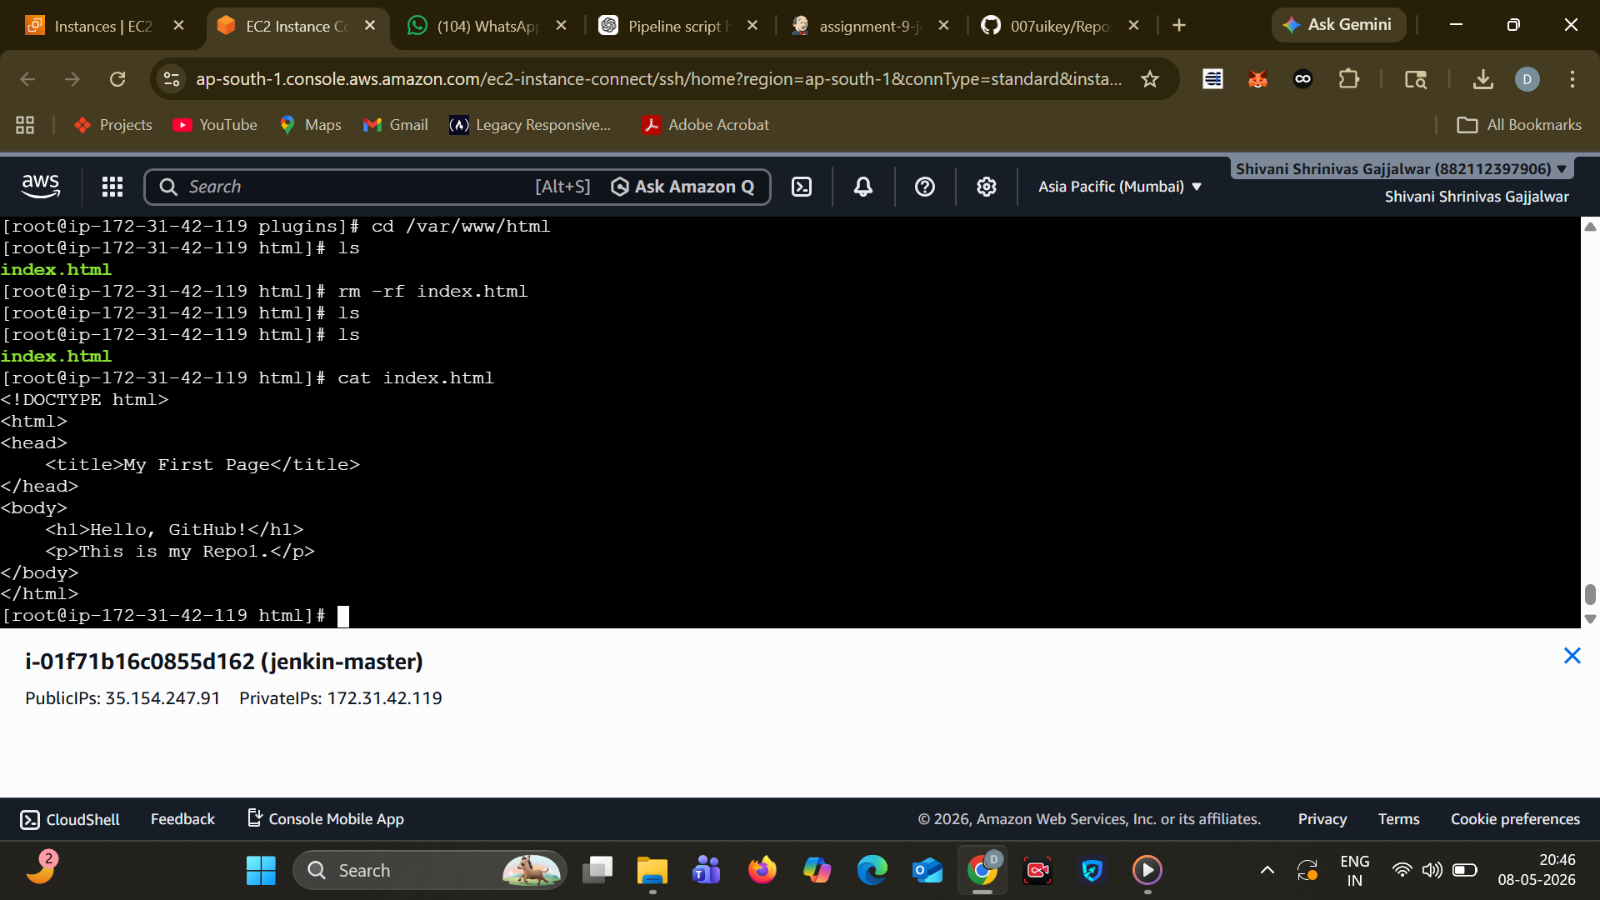 Instances | EC2
EC2 Instance Co
(104) WhatsApp
Pipeline script h
assignment-9-j
007uikey/Repo
Ask Gemini
ap-south-1.console.aws.amazon.com/ec2-instance-connect/ssh/home?region=ap-south-1&connType=standard&insta...
D
Projects
YouTube
Maps
Gmail
Legacy Responsive...
Adobe Acrobat
All Bookmarks
aws
Search
[Alt+S]
Ask Amazon Q
Asia Pacific (Mumbai)
Shivani Shrinivas Gajjalwar (882112397906)
Shivani Shrinivas Gajjalwar
[root@ip-172-31-42-119 plugins]# cd /var/www/html
[root@ip-172-31-42-119 html]# ls
index.html
[root@ip-172-31-42-119 html]# rm -rf index.html
[root@ip-172-31-42-119 html]# ls
[root@ip-172-31-42-119 html]# ls
index.html
[root@ip-172-31-42-119 html]# cat index.html
<!DOCTYPE html>
<html>
<head>
    <title>My First Page</title>
</head>
<body>
    <h1>Hello, GitHub!</h1>
    <p>This is my Repo1.</p>
</body>
</html>
[root@ip-172-31-42-119 html]#
i-01f71b16c0855d162 (jenkin-master)
PublicIPs: 35.154.247.91 PrivateIPs: 172.31.42.119
CloudShell
Feedback
Console Mobile App
© 2026, Amazon Web Services, Inc. or its affiliates.
Privacy
Terms
Cookie preferences
2
Search
D
ENG
IN
20:46
08-05-2026